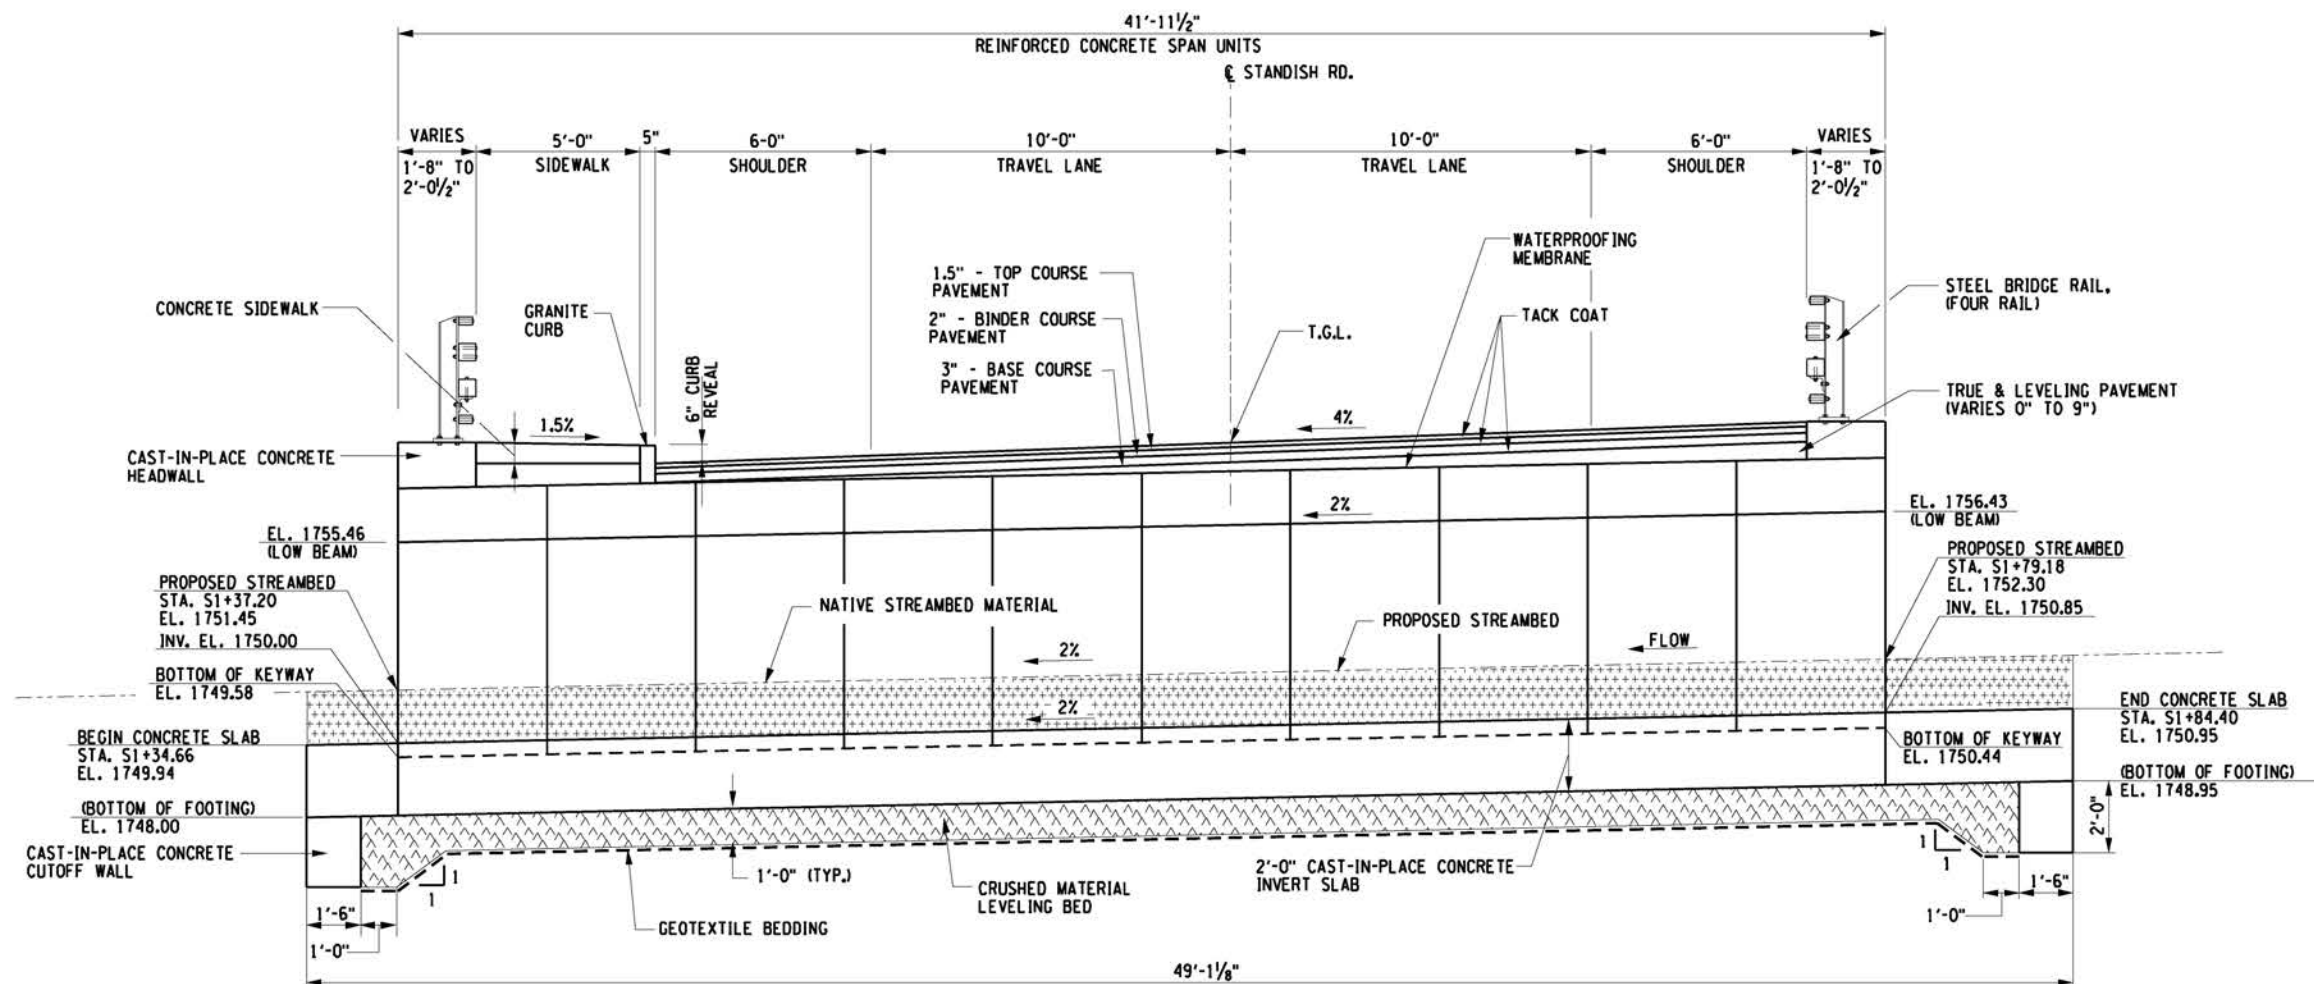 41'-11½"
REINFORCED CONCRETE SPAN UNITS
℄ STANDISH RD.
VARIES
1'-8" TO
2'-0½"
5'-0"
SIDEWALK
5"
6-0"
SHOULDER
10'-0"
TRAVEL LANE
10'-0"
TRAVEL LANE
6'-0"
SHOULDER
VARIES
1'-8" TO
2'-0½"
WATERPROOFING
MEMBRANE
1.5" - TOP COURSE
PAVEMENT
2" - BINDER COURSE
PAVEMENT
3" - BASE COURSE
PAVEMENT
CONCRETE SIDEWALK
GRANITE
CURB
6" CURB
REVEAL
T.G.L.
TACK COAT
STEEL BRIDGE RAIL,
(FOUR RAIL)
TRUE & LEVELING PAVEMENT
(VARIES 0" TO 9")
1.5%
4%
CAST-IN-PLACE CONCRETE
HEADWALL
2%
EL. 1755.46
(LOW BEAM)
EL. 1756.43
(LOW BEAM)
PROPOSED STREAMBED
STA. S1+37.20
EL. 1751.45
INV. EL. 1750.00
BOTTOM OF KEYWAY
EL. 1749.58
BEGIN CONCRETE SLAB
STA. S1+34.66
EL. 1749.94
(BOTTOM OF FOOTING)
EL. 1748.00
CAST-IN-PLACE CONCRETE
CUTOFF WALL
NATIVE STREAMBED MATERIAL
PROPOSED STREAMBED
FLOW
2%
2%
PROPOSED STREAMBED
STA. S1+79.18
EL. 1752.30
INV. EL. 1750.85
END CONCRETE SLAB
STA. S1+84.40
EL. 1750.95
BOTTOM OF KEYWAY
EL. 1750.44
(BOTTOM OF FOOTING)
EL. 1748.95
2'-0"
1
1
1
1
1'-0" (TYP.)
CRUSHED MATERIAL
LEVELING BED
2'-0" CAST-IN-PLACE CONCRETE
INVERT SLAB
GEOTEXTILE BEDDING
1'-6"
1'-0"
1'-6"
1'-0"
49'-1⅛"